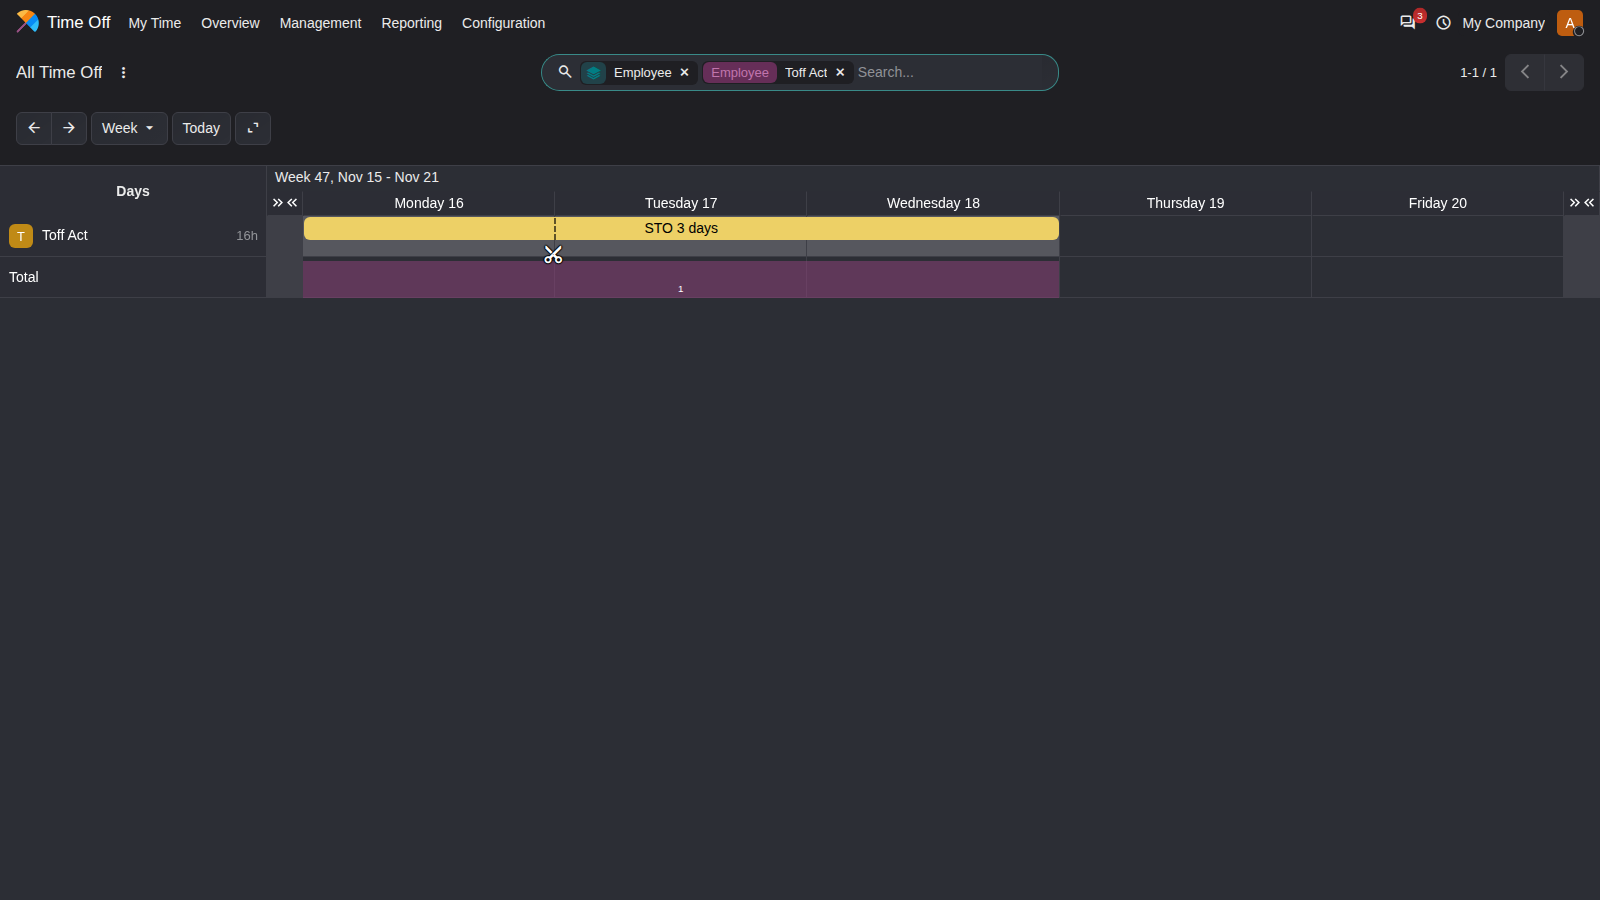 Time Off My Time Overview Management Reporting Configuration 3 My Company A
All Time Off Employee Employee Toff Act Search... 1-1 / 1
Week Today
Week 47, Nov 15 - Nov 21
Days
Monday 16 Tuesday 17 Wednesday 18 Thursday 19 Friday 20
T Toff Act 16h STO 3 days
Total 1